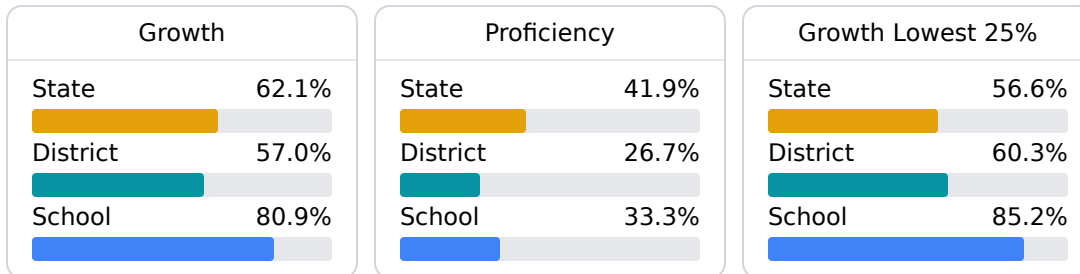 Growth
State 62.1%
District 57.0%
School 80.9%
Proficiency
State 41.9%
District 26.7%
School 33.3%
Growth Lowest 25%
State 56.6%
District 60.3%
School 85.2%